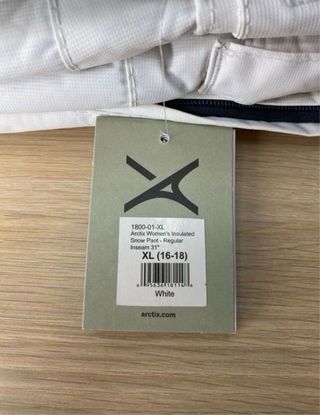 1800-01-XL
Arctix Women's Insulated
Snow Pant - Regular
Inseam 31"
XL (16-18)
White
arctix.com